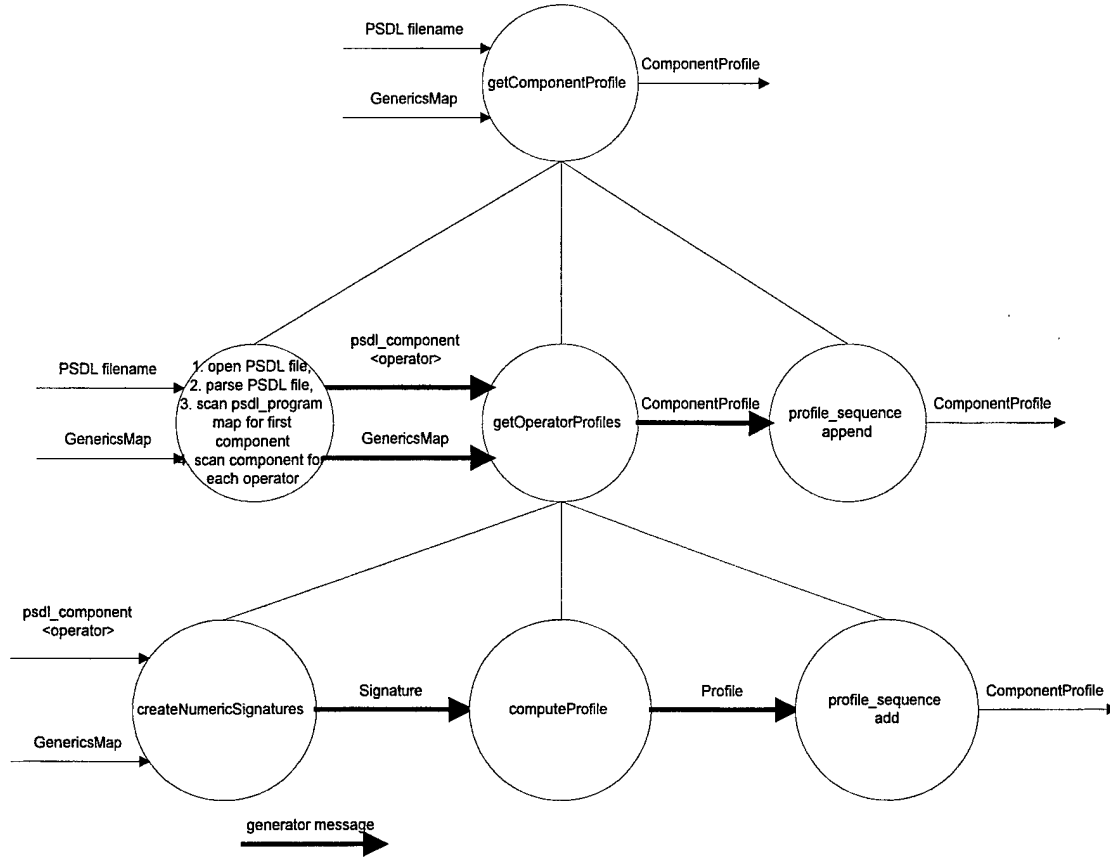 PSDL filename
GenericsMap
getComponentProfile
ComponentProfile
PSDL filename
GenericsMap
1. open PSDL file,
2. parse PSDL file,
3. scan psdl_program
map for first
component
4. scan component for
each operator
psdl_component
<operator>
GenericsMap
getOperatorProfiles
ComponentProfile
profile_sequence
append
ComponentProfile
psdl_component
<operator>
GenericsMap
createNumericSignatures
Signature
computeProfile
Profile
profile_sequence
add
ComponentProfile
generator message